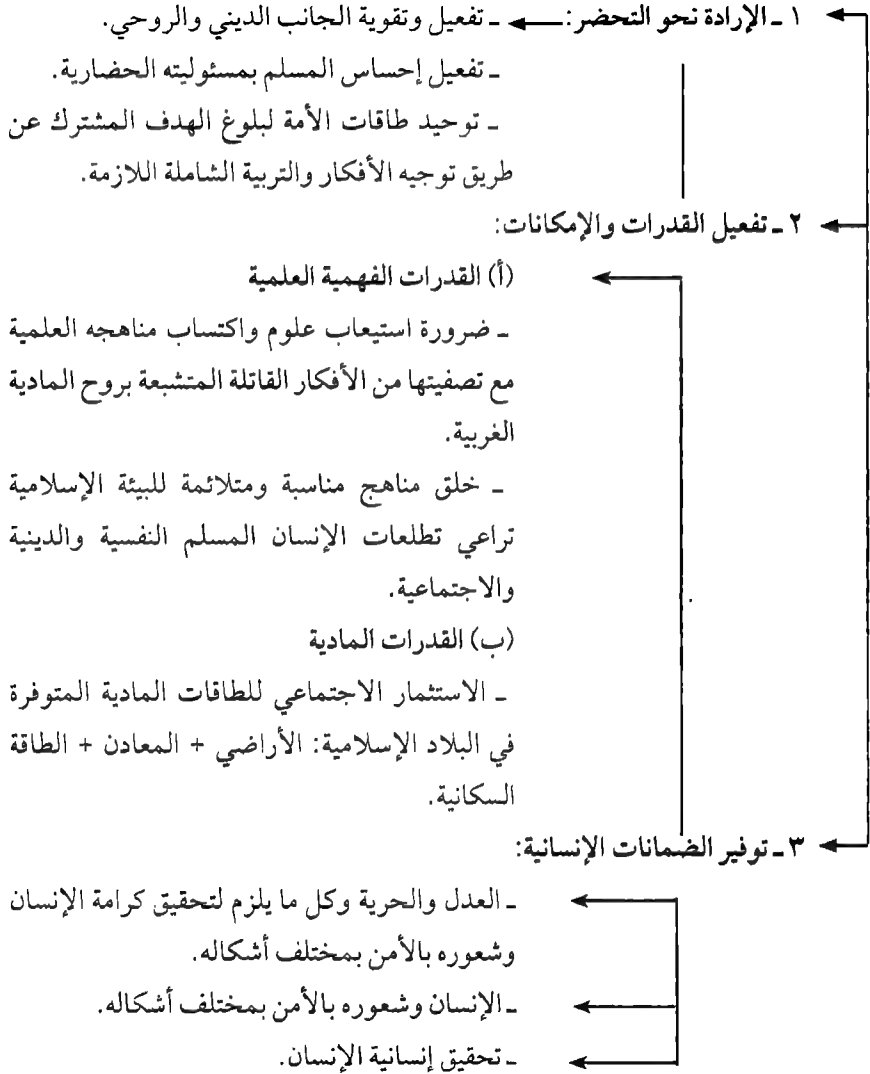 ١ ـ الإرادة نحو التحضر: ـ تفعيل وتقوية الجانب الديني والروحي.
ـ تفعيل إحساس المسلم بمسئوليته الحضارية.
ـ توحيد طاقات الأمة لبلوغ الهدف المشترك عن
طريق توجيه الأفكار والتربية الشاملة اللازمة.
٢ ـ تفعيل القدرات والإمكانات:
(أ) القدرات الفهمية العلمية
ـ ضرورة استيعاب علوم واكتساب مناهجه العلمية
مع تصفيتها من الأفكار القاتلة المتشبعة بروح المادية
الغربية.
ـ خلق مناهج مناسبة ومتلائمة للبيئة الإسلامية
تراعي تطلعات الإنسان المسلم النفسية والدينية
والاجتماعية.
(ب) القدرات المادية
ـ الاستثمار الاجتماعي للطاقات المادية المتوفرة
في البلاد الإسلامية: الأراضي + المعادن + الطاقة
السكانية.
٣ ـ توفير الضمانات الإنسانية:
ـ العدل والحرية وكل ما يلزم لتحقيق كرامة الإنسان
وشعوره بالأمن بمختلف أشكاله.
ـ الإنسان وشعوره بالأمن بمختلف أشكاله.
ـ تحقيق إنسانية الإنسان.